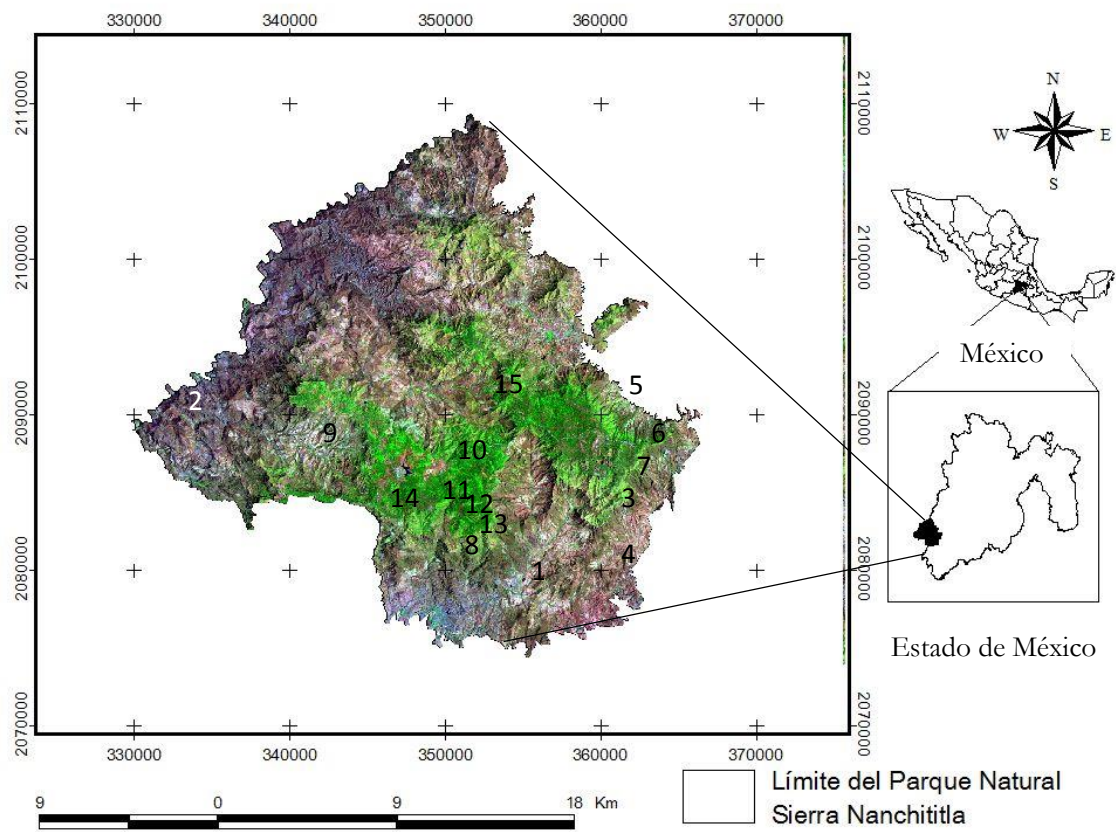 330000 340000 350000 360000 370000
2110000 2110000
N
W E
S
2100000 2100000
México
15 5
2 2090000 2090000
9 6
10
7
11
14 12 3
13
8 4
1
2080000 2080000
Estado de México
2070000 2070000
330000 340000 350000 360000 370000
Límite del Parque Natural
Sierra Nanchititla
9 0 9 18 Km